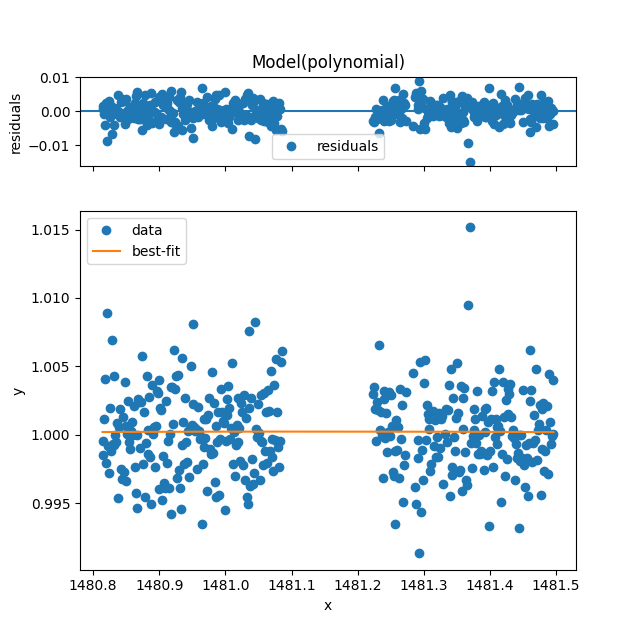 Model(polynomial)
0.01
0.00
−0.01
residuals
residuals
data
best-fit
1.015
1.010
1.005
1.000
0.995
y
1480.8 1480.9 1481.0 1481.1 1481.2 1481.3 1481.4 1481.5
x